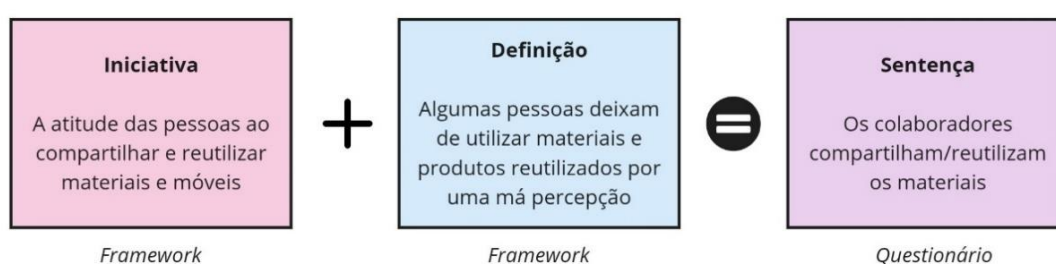 Iniciativa
A atitude das pessoas ao
compartilhar e reutilizar
materiais e móveis
Framework
Definição
Algumas pessoas deixam
de utilizar materiais e
produtos reutilizados por
uma má percepção
Framework
Sentença
Os colaboradores
compartilham/reutilizam
os materiais
Questionário